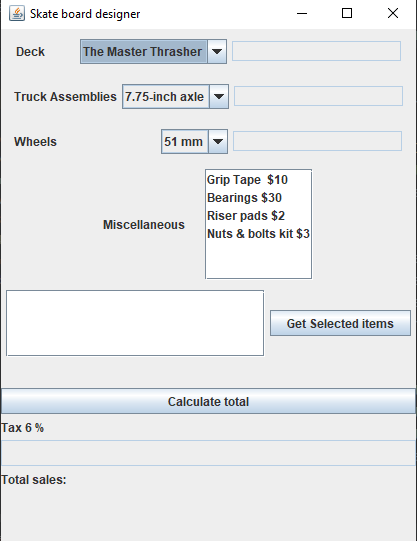 Skate board designer
Deck The Master Thrasher
Truck Assemblies 7.75-inch axle
Wheels 51 mm
Grip Tape  $10
Bearings $30
Riser pads $2
Nuts & bolts kit $3
Miscellaneous
Get Selected items
Calculate total
Tax 6 %
Total sales: